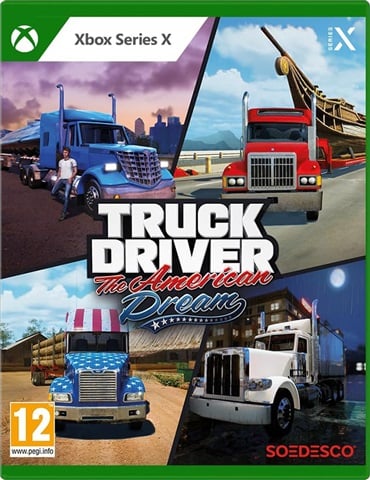 Xbox Series X
SERIES X
TRUCK
DRIVER
The American
Dream
12
www.pegi.info
SOEDESCO®